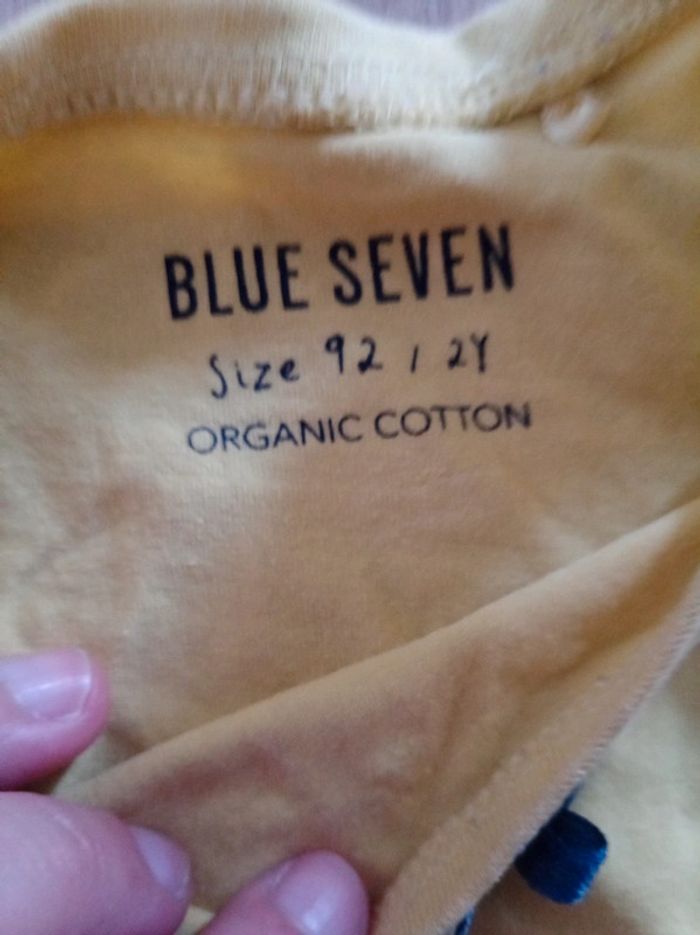 BLUE SEVEN
Size 92 / 2Y
ORGANIC COTTON